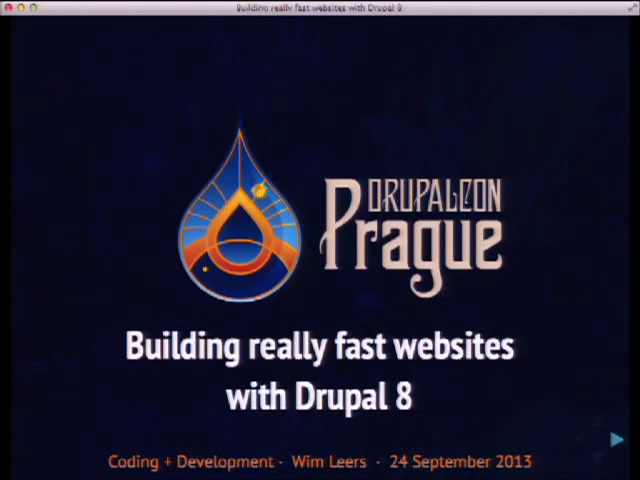 Building really fast websites with Drupal 8
DRUPALCON
Prague
Building really fast websites
with Drupal 8
Coding + Development - Wim Leers - 24 September 2013